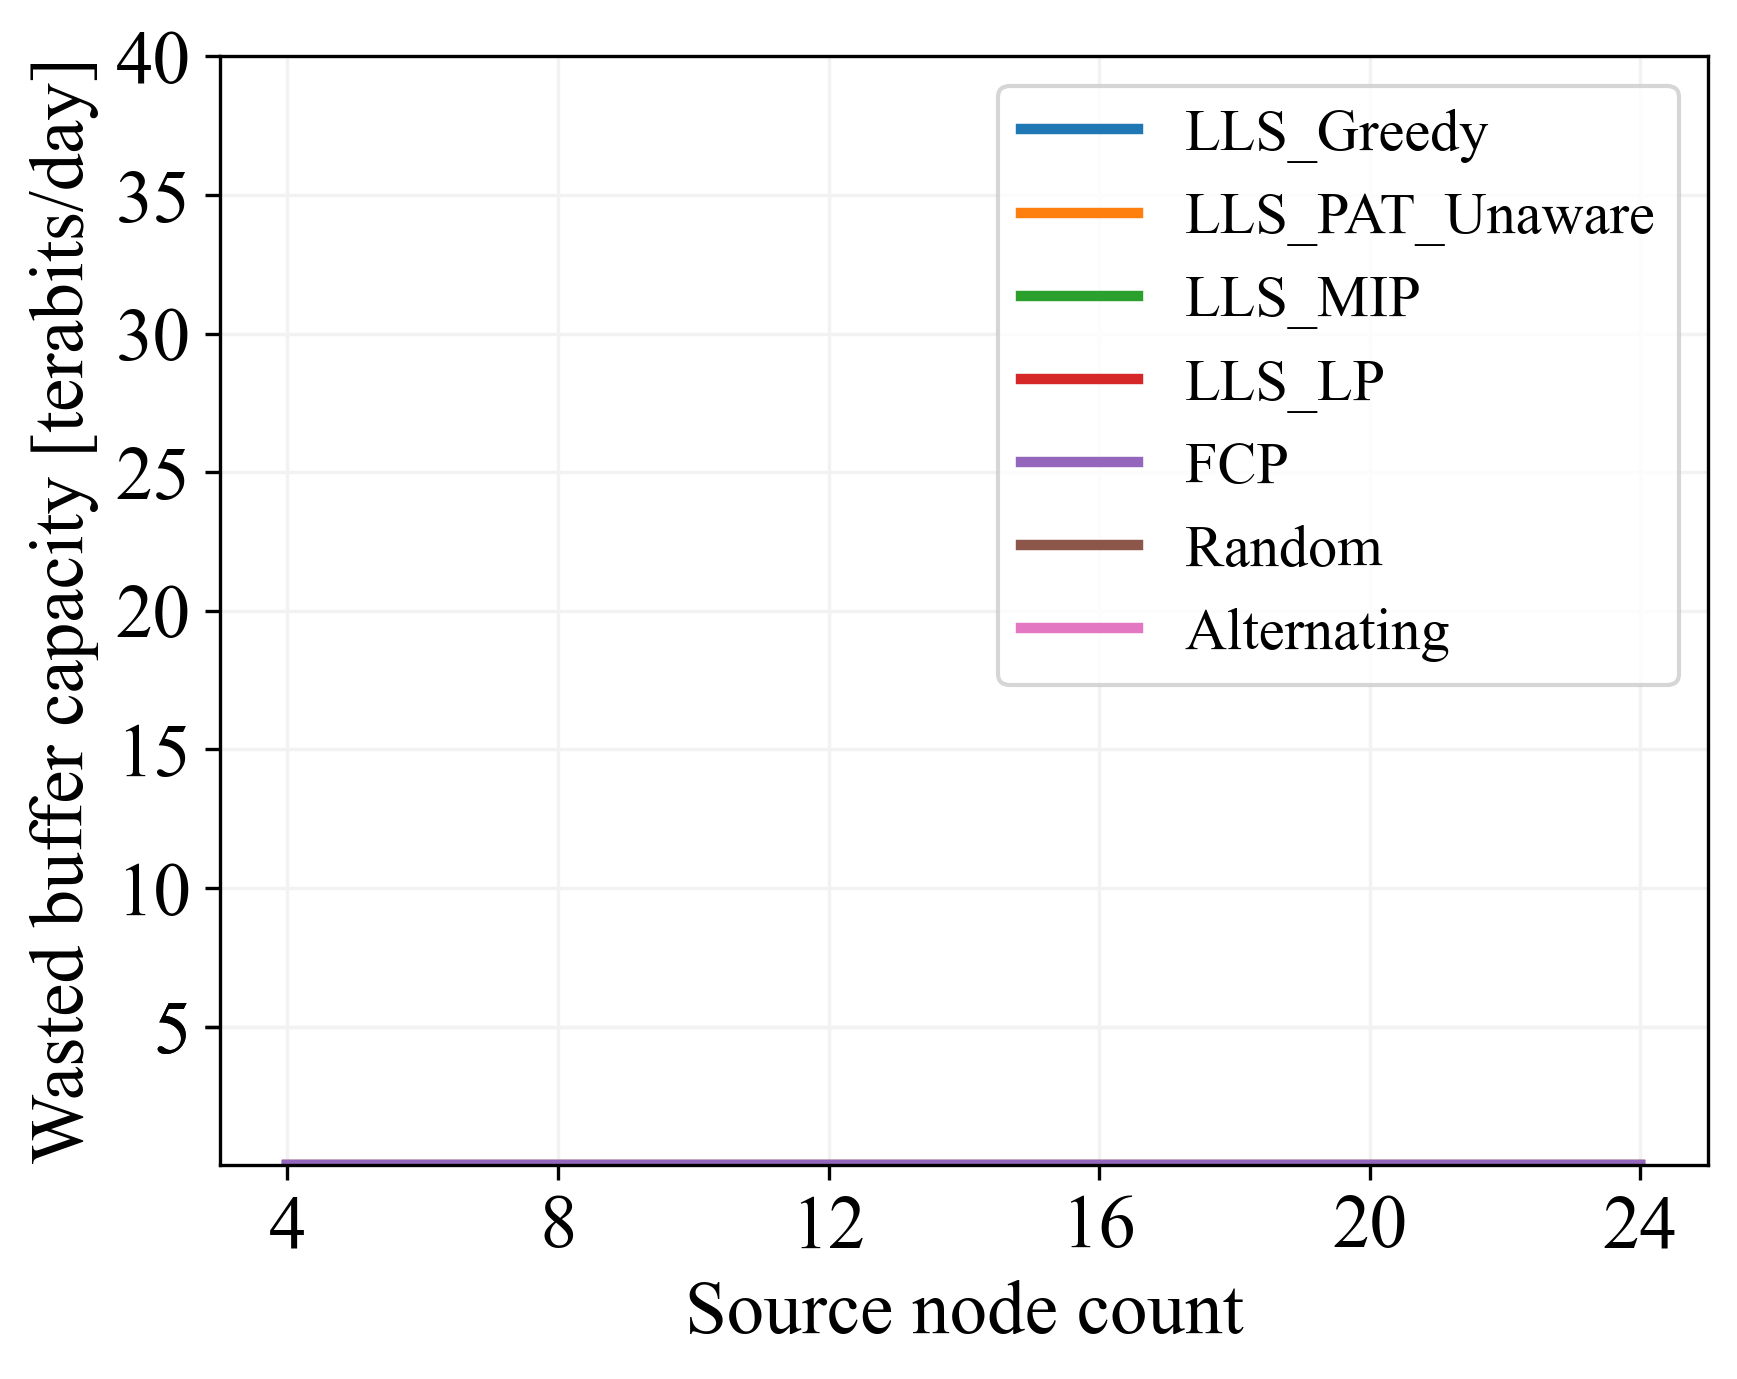 Wasted buffer capacity [terabits/day]
40
35
30
25
20
15
10
5
LLS_Greedy
LLS_PAT_Unaware
LLS_MIP
LLS_LP
FCP
Random
Alternating
4 8 12 16 20 24
Source node count